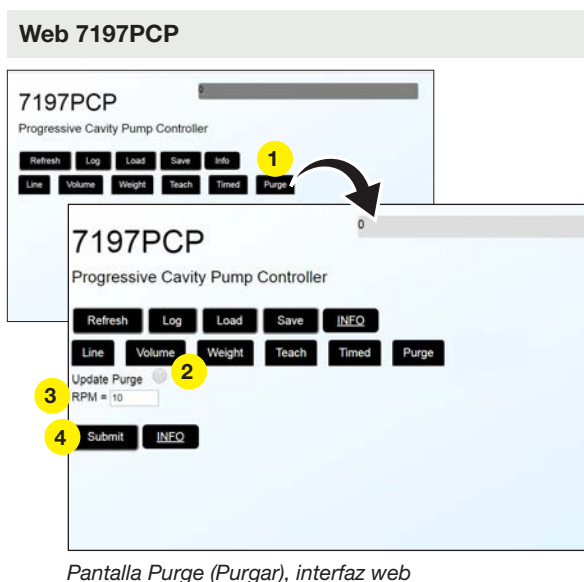 Web 7197PCP
7197PCP
0
Progressive Cavity Pump Controller
Refresh Log Load Save Info
1
Line Volume Weight Teach Timed Purge
7197PCP
0
Progressive Cavity Pump Controller
Refresh Log Load Save INFO
Line Volume Weight Teach Timed Purge
Update Purge 2
3 RPM = 10
4 Submit INFO
Pantalla Purge (Purgar), interfaz web